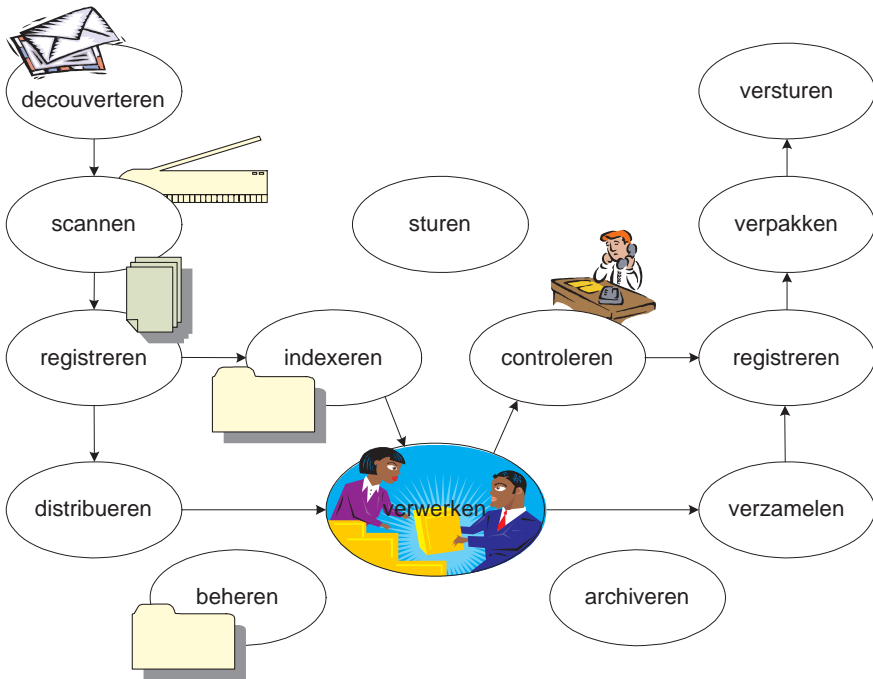 decouverteren
versturen
scannen
sturen
verpakken
registreren
indexeren
controleren
registreren
distribueren
verwerken
verzamelen
beheren
archiveren